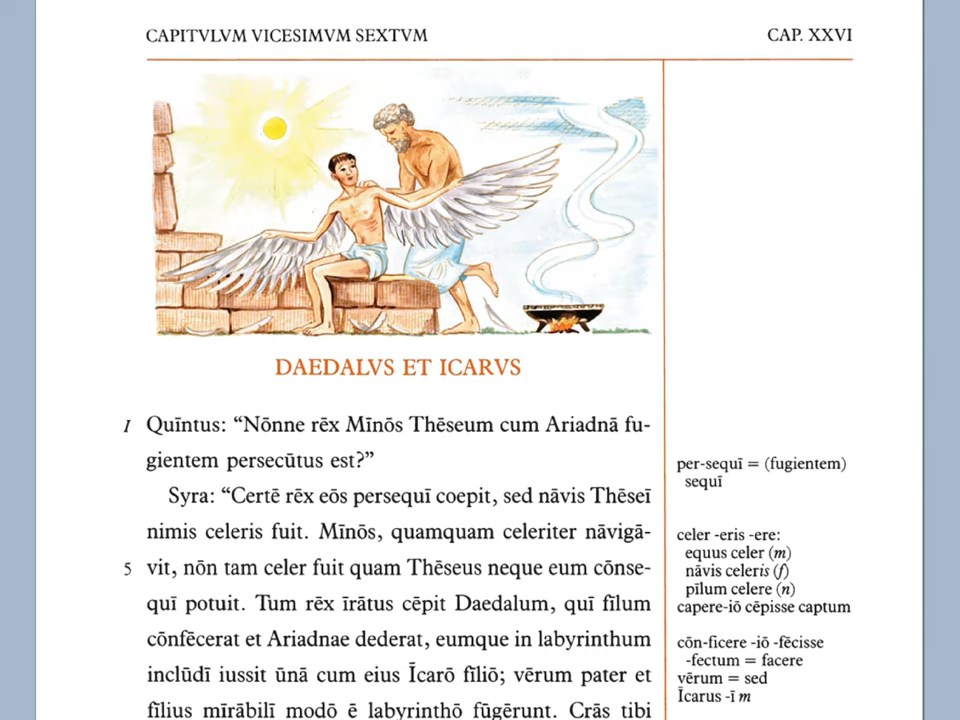 CAPITVLVM VICESIMVM SEXTVM
CAP. XXVI
DAEDALVS ET ICARVS
1 Quīntus: “Nōnne rēx Mīnōs Thēseum cum Ariadnā fu-
gientem persecūtus est?”
Syra: “Certē rēx eōs persequī coepit, sed nāvis Thēseī
nimis celeris fuit. Mīnōs, quamquam celeriter nāvigā-
5 vit, nōn tam celer fuit quam Thēseus neque eum cōnse-
quī potuit. Tum rēx īrātus cēpit Daedalum, quī fīlum
cōnfēcerat et Ariadnae dederat, eumque in labyrinthum
inclūdī iussit ūnā cum eius Īcarō fīliō; vērum pater et
fīlius mīrābilī modō ē labyrinthō fūgērunt. Crās tibi
per-sequī = (fugientem)
sequī
celer -eris -ere:
equus celer (m)
nāvis celeris (f)
pīlum celere (n)
capere-iō cēpisse captum
cōn-ficere -iō -fēcisse
-fectum = facere
vērum = sed
Īcarus -ī m